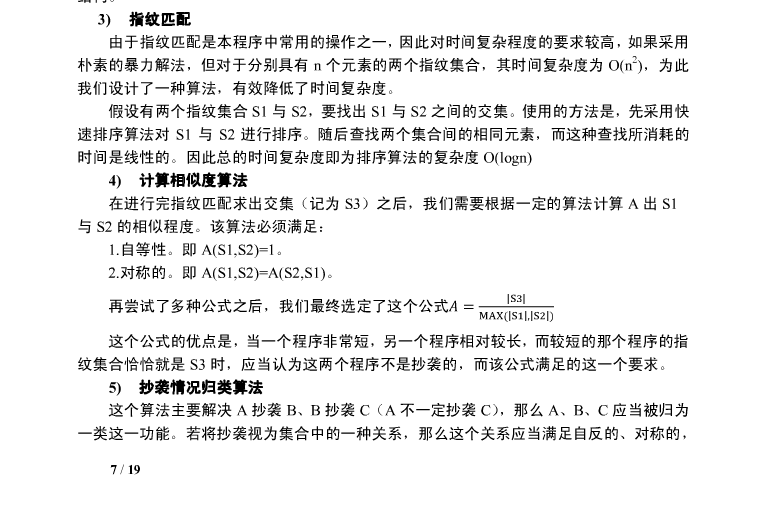 3) 指纹匹配
由于指纹匹配是本程序中常用的操作之一，因此对时间复杂程度的要求较高，如果采用
朴素的暴力解法，但对于分别具有 n 个元素的两个指纹集合，其时间复杂度为 O(n²)，为此
我们设计了一种算法，有效降低了时间复杂度。
假设有两个指纹集合 S1 与 S2，要找出 S1 与 S2 之间的交集。使用的方法是，先采用快
速排序算法对 S1 与 S2 进行排序。随后查找两个集合间的相同元素，而这种查找所消耗的
时间是线性的。因此总的时间复杂度即为排序算法的复杂度 O(logn)
4) 计算相似度算法
在进行完指纹匹配求出交集（记为 S3）之后，我们需要根据一定的算法计算 A 出 S1
与 S2 的相似程度。该算法必须满足：
1.自等性。即 A(S1,S2)=1。
2.对称的。即 A(S1,S2)=A(S2,S1)。
再尝试了多种公式之后，我们最终选定了这个公式A = |S3| / MAX(|S1|,|S2|)
这个公式的优点是，当一个程序非常短，另一个程序相对较长，而较短的那个程序的指
纹集合恰恰就是 S3 时，应当认为这两个程序不是抄袭的，而该公式满足的这一个要求。
5) 抄袭情况归类算法
这个算法主要解决 A 抄袭 B、B 抄袭 C（A 不一定抄袭 C），那么 A、B、C 应当被归为
一类这一功能。若将抄袭视为集合中的一种关系，那么这个关系应当满足自反的、对称的，
7 / 19